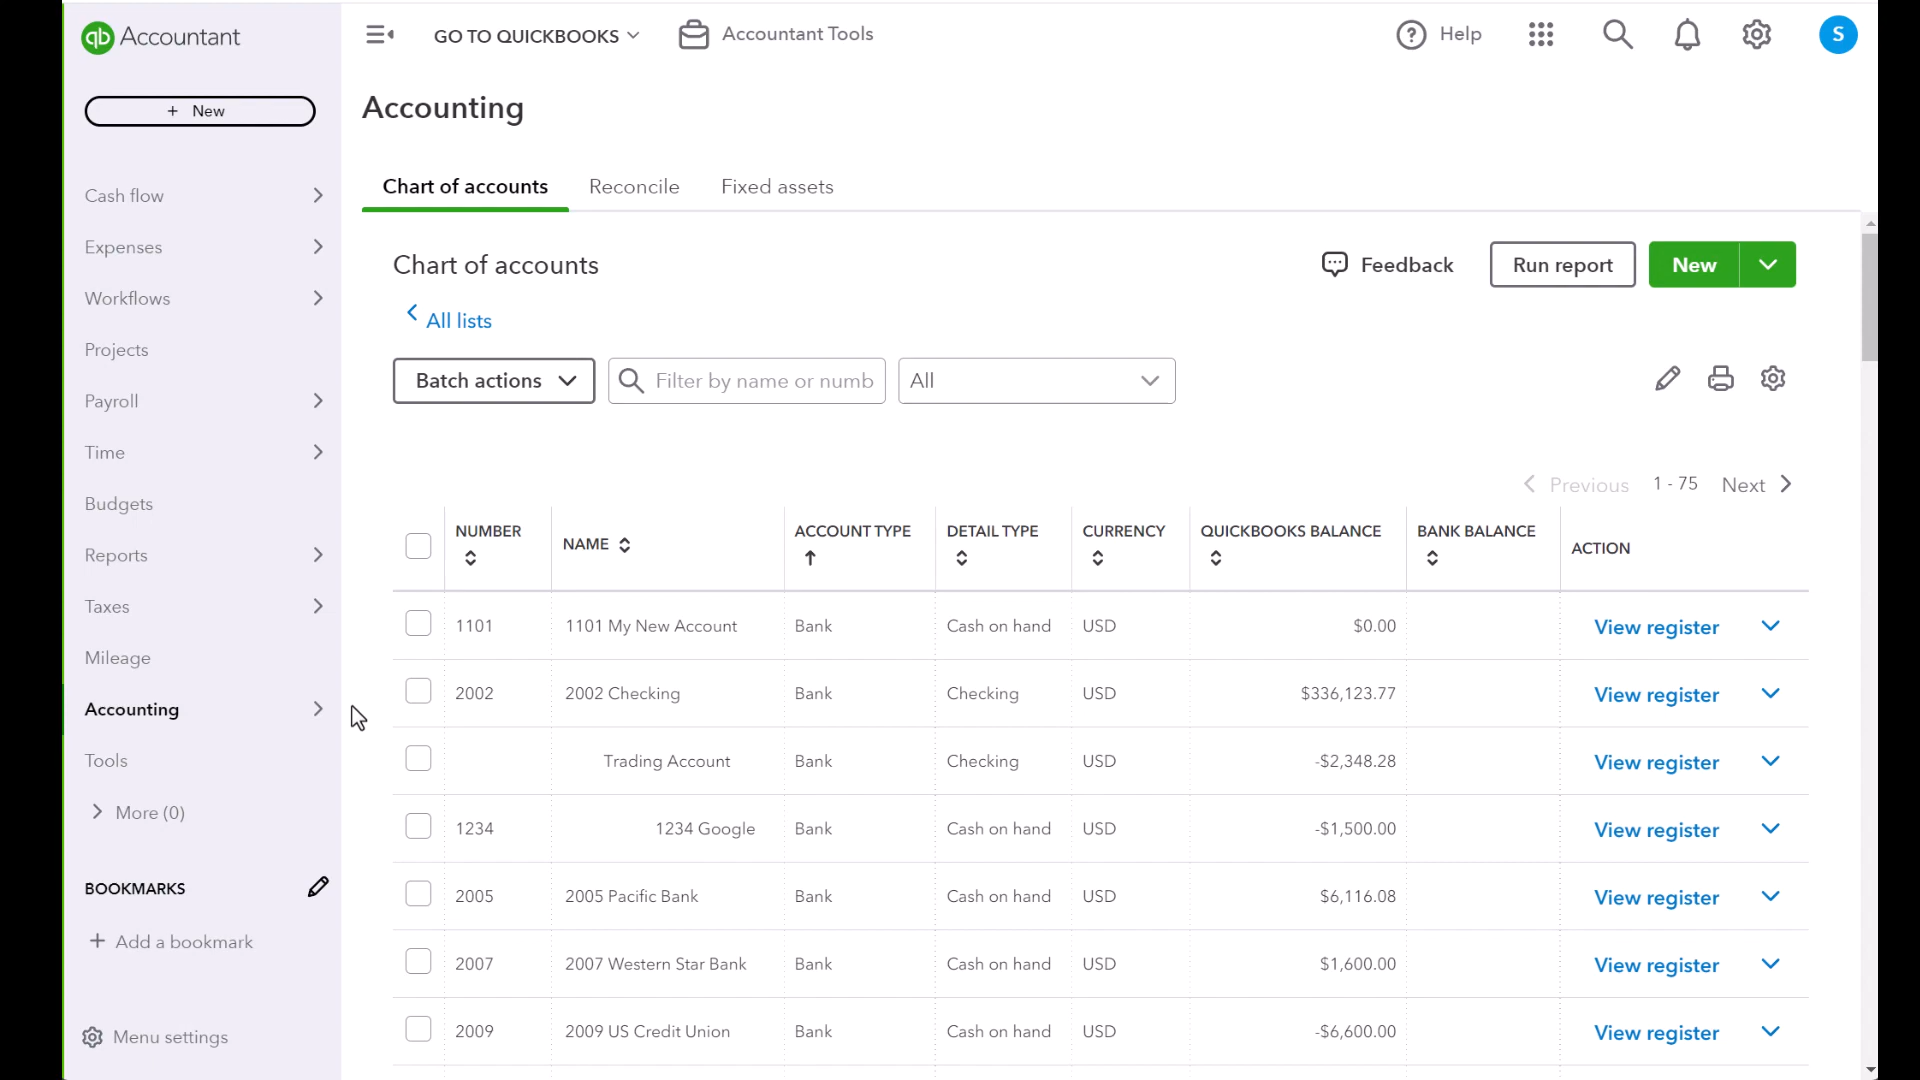 qb Accountant
GO TO QUICKBOOKS
Accountant Tools
? Help
S
+ New
Cash flow
Expenses
Workflows
Projects
Payroll
Time
Budgets
Reports
Taxes
Mileage
Accounting
Tools
More (0)
BOOKMARKS
+ Add a bookmark
Menu settings
Accounting
Chart of accounts Reconcile Fixed assets
Chart of accounts
Feedback Run report New
All lists
Batch actions Filter by name or numb All
Previous 1 - 75 Next
NUMBER NAME ACCOUNT TYPE DETAIL TYPE CURRENCY QUICKBOOKS BALANCE BANK BALANCE ACTION
1101 1101 My New Account Bank Cash on hand USD $0.00 View register
2002 2002 Checking Bank Checking USD $336,123.77 View register
Trading Account Bank Checking USD -$2,348.28 View register
1234 1234 Google Bank Cash on hand USD -$1,500.00 View register
2005 2005 Pacific Bank Bank Cash on hand USD $6,116.08 View register
2007 2007 Western Star Bank Bank Cash on hand USD $1,600.00 View register
2009 2009 US Credit Union Bank Cash on hand USD -$6,600.00 View register